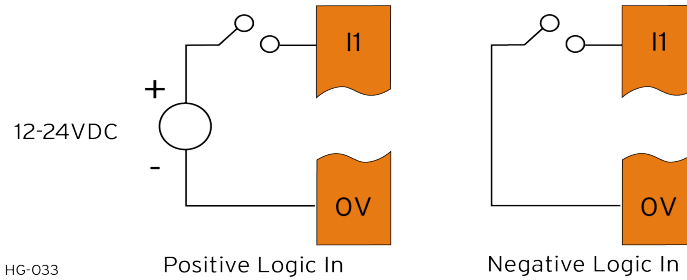 I1
+
12-24VDC
-
0V
Positive Logic In
I1
0V
Negative Logic In
HG-033